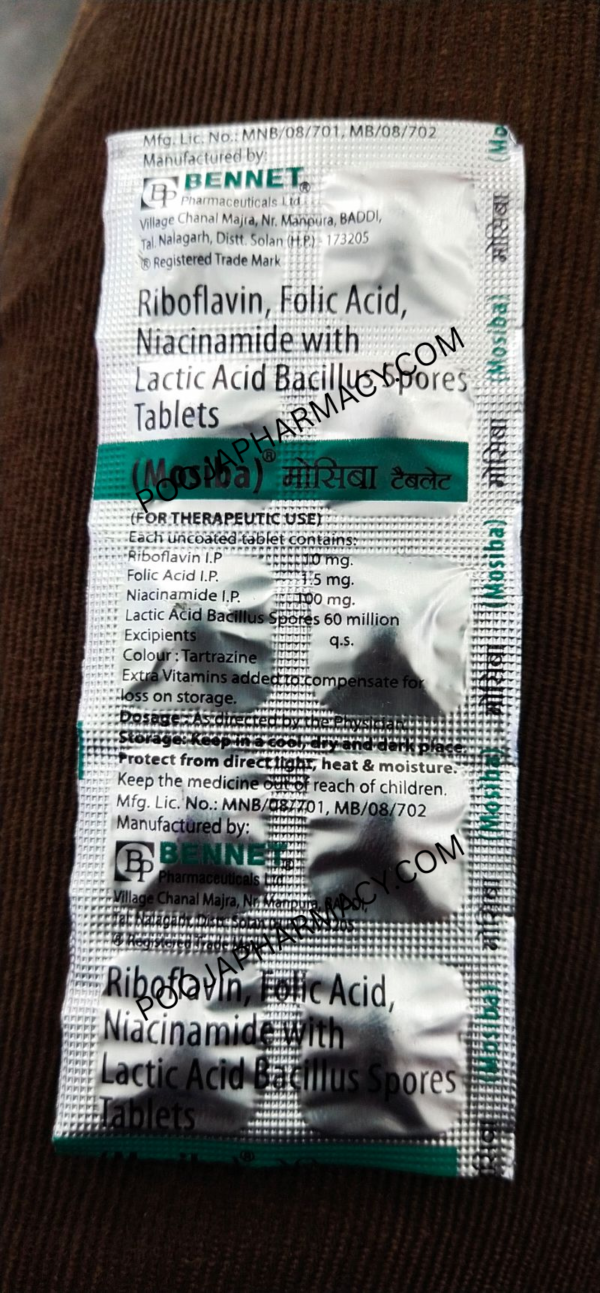 Mfg. Lic. No.: MNB/08/701, MB/08/702
Manufactured by:
BP BENNET®
Pharmaceuticals Ltd
Village Chanal Majra, Nr. Manpura, BADDI,
Tal. Nalagarh, Distt. Solan (H.P.) - 173205
® Registered Trade Mark
Riboflavin, Folic Acid,
Niacinamide with
Lactic Acid Bacillus Spores
Tablets
(Mosiba)® मोसिबा टैबलेट
(FOR THERAPEUTIC USE)
Each uncoated tablet contains:
Riboflavin I.P. 10 mg.
Folic Acid I.P. 1.5 mg.
Niacinamide I.P. 100 mg.
Lactic Acid Bacillus Spores 60 million
Excipients q.s.
Colour : Tartrazine
Extra Vitamins added to compensate for
loss on storage.
Dosage : As directed by the Physician.
Storage: Keep in a cool, dry and dark place.
Protect from direct light, heat & moisture.
Keep the medicine out of reach of children.
Mfg. Lic. No.: MNB/08/701, MB/08/702
Manufactured by:
BP BENNET®
Pharmaceuticals Ltd
Village Chanal Majra, Nr. Manpura, BADDI,
Tal. Nalagarh, Distt. Solan
® Registered Trade Mark
Riboflavin, Folic Acid,
Niacinamide with
Lactic Acid Bacillus Spores
Tablets
(Mosiba)®
(Mosiba) मोसिबा (Mosiba) मोसिबा (Mosiba) मोसिबा (Mosiba) मोसिबा
POOJAPHARMACY.COM
POOJAPHARMACY.COM